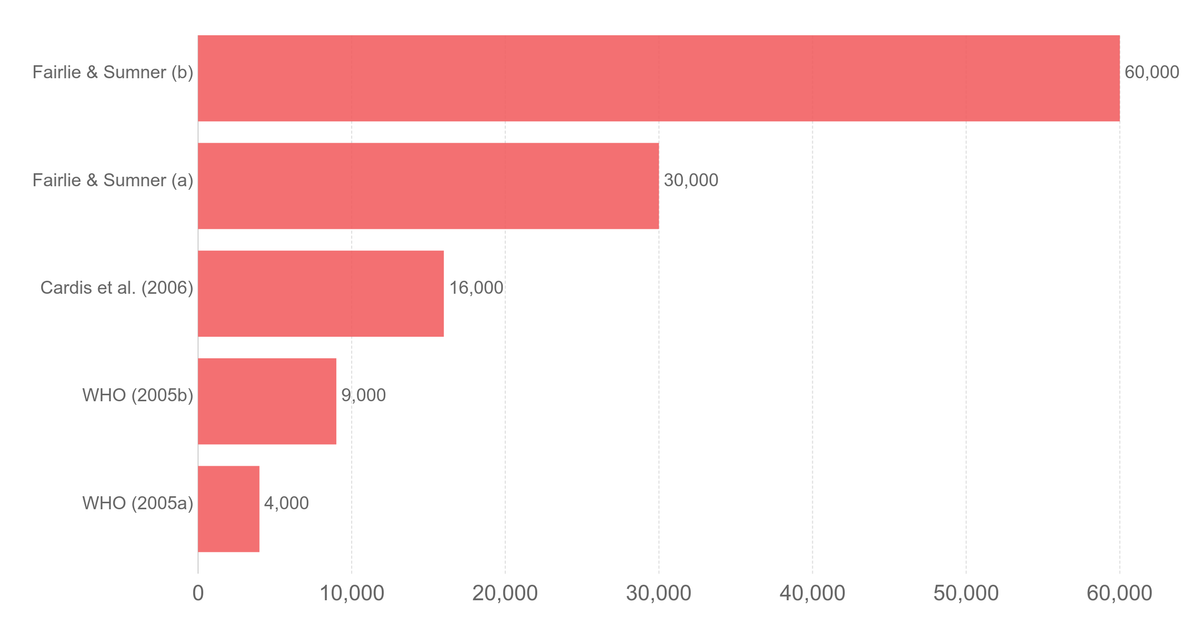 Fairlie & Sumner (b)
60,000
Fairlie & Sumner (a)
30,000
Cardis et al. (2006)
16,000
WHO (2005b)
9,000
WHO (2005a)
4,000
0 10,000 20,000 30,000 40,000 50,000 60,000